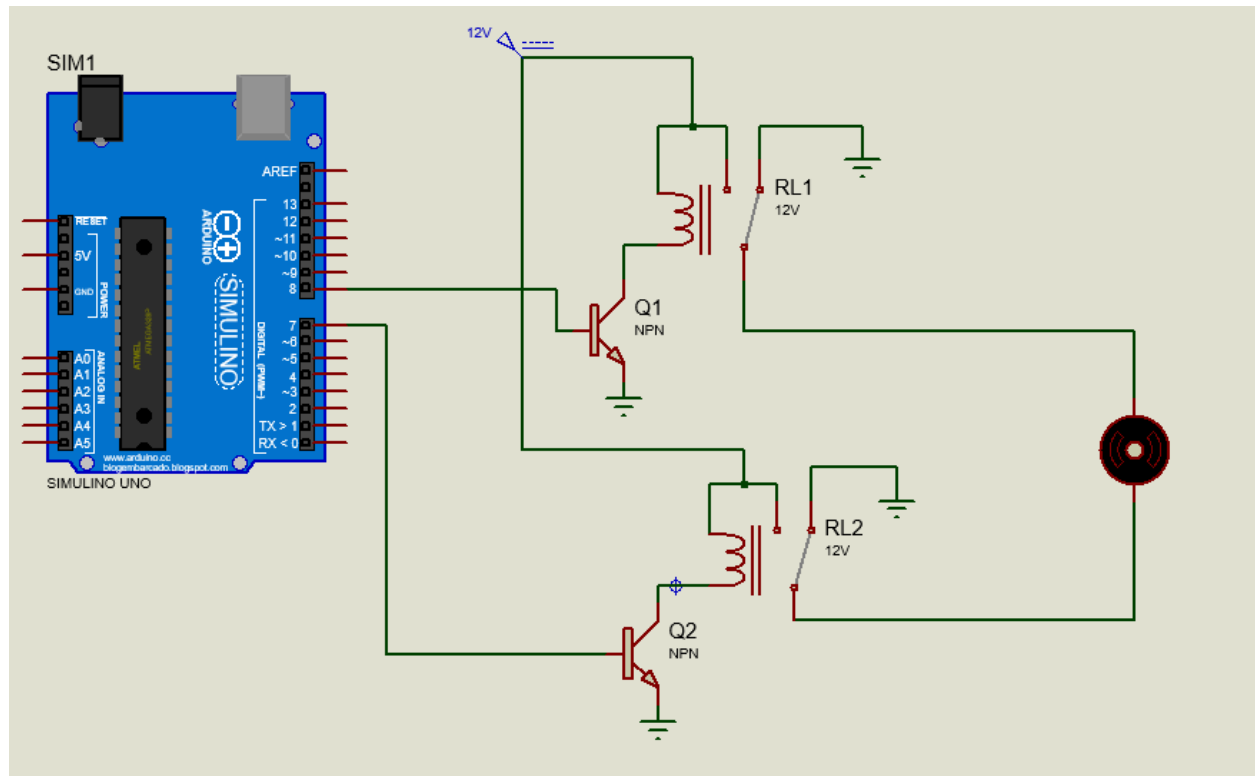 12V
SIM1
AREF
13
12
~11
~10
~9
8
7
~6
~5
4
~3
2
TX > 1
RX < 0
RESET
5V
GND
POWER
A0
A1
A2
A3
A4
A5
ANALOG IN
ARDUINO
SIMULINO
DIGITAL (PWM~)
ATMEL
www.arduino.cc
blogembarcado.blogspot.com
SIMULINO UNO
RL1
12V
Q1
NPN
RL2
12V
Q2
NPN